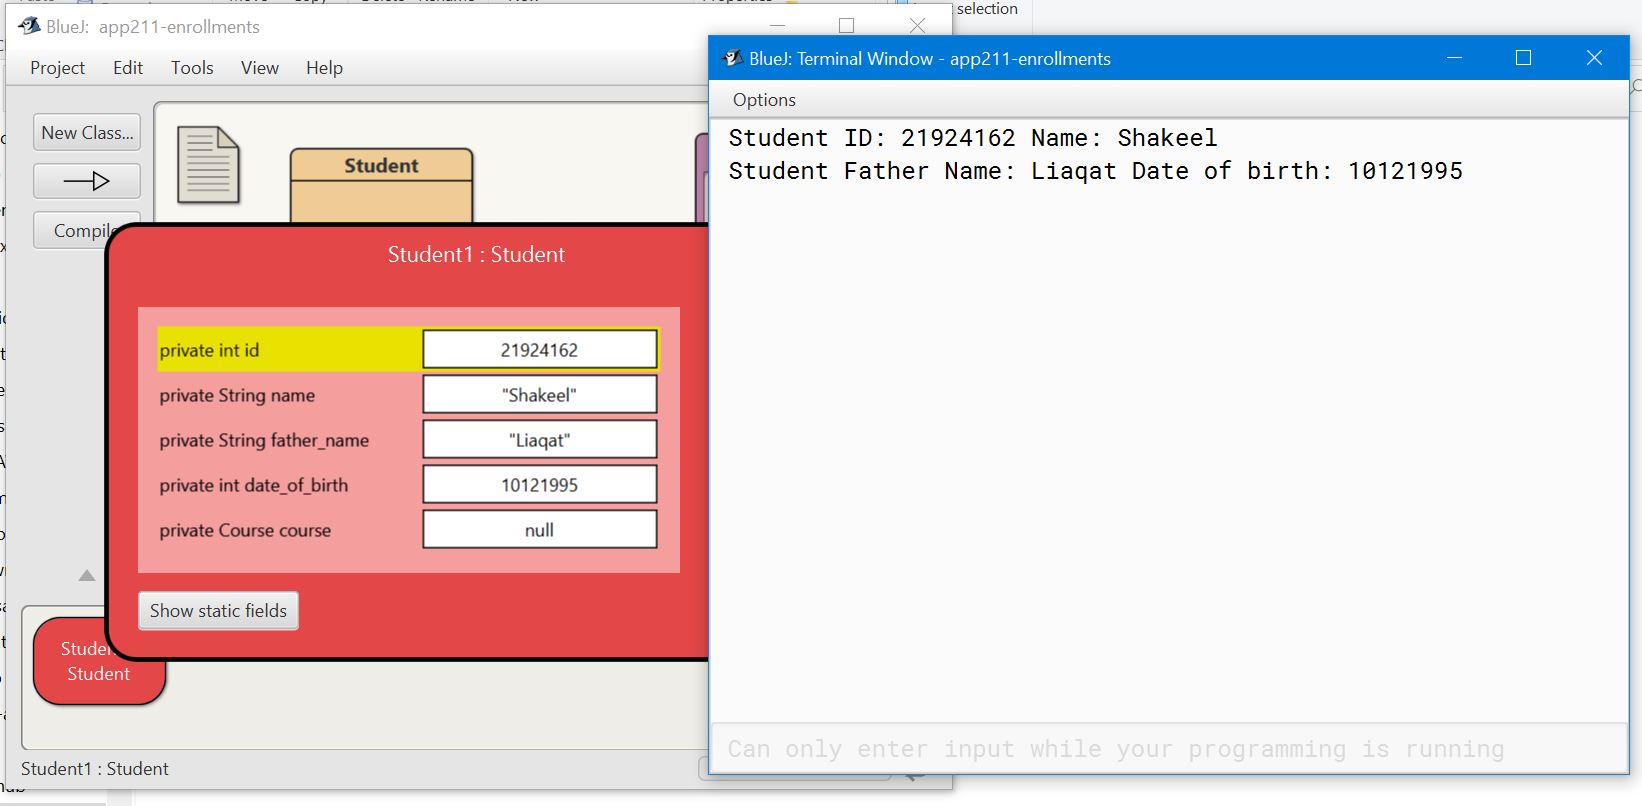 selection
BlueJ: app211-enrollments
Project Edit Tools View Help
New Class...
Compile
Student
Student1 : Student
private int id 21924162
private String name "Shakeel"
private String father_name "Liaqat"
private int date_of_birth 10121995
private Course course null
Show static fields
Student
Student1 : Student
BlueJ: Terminal Window - app211-enrollments
Options
Student ID: 21924162 Name: Shakeel
Student Father Name: Liaqat Date of birth: 10121995
Can only enter input while your programming is running